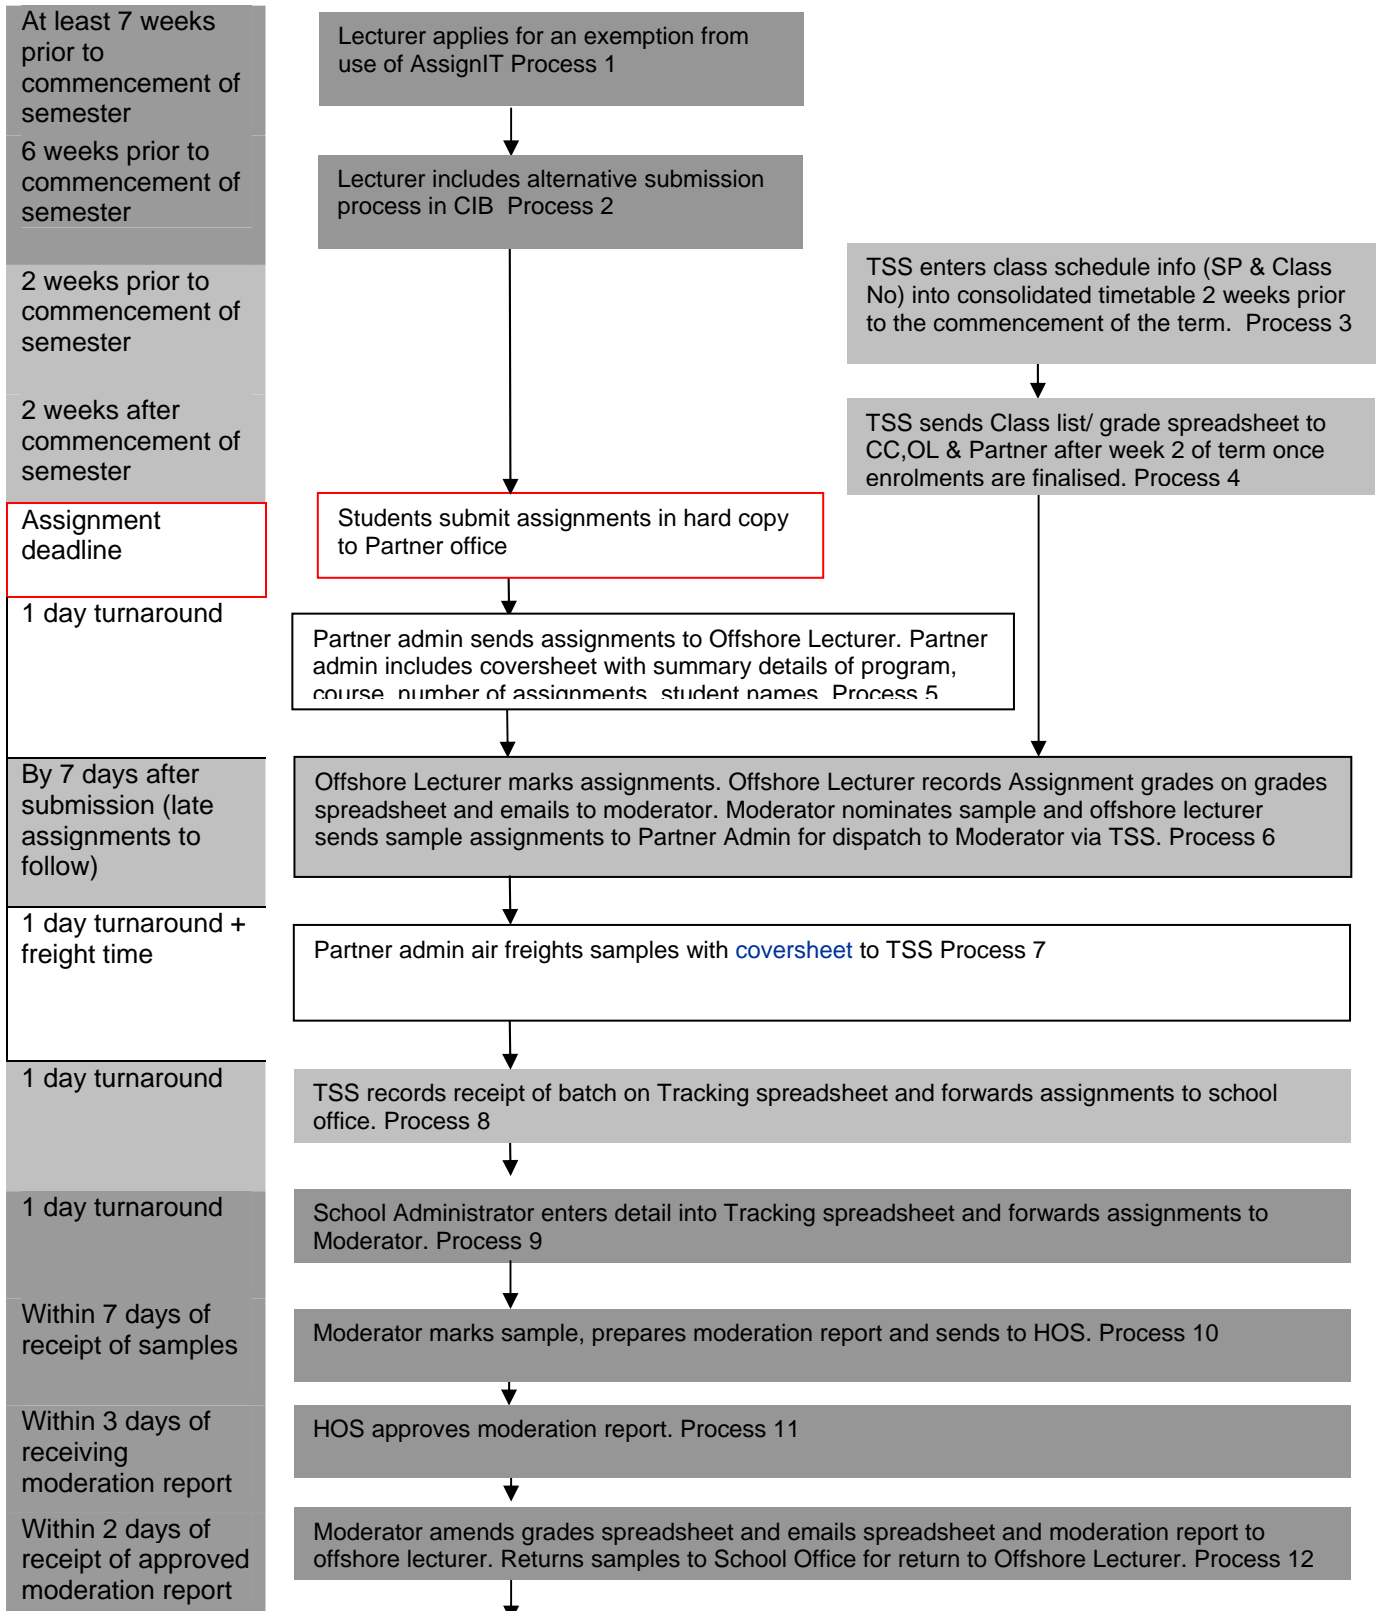 At least 7 weeks
prior to
commencement of
semester
Lecturer applies for an exemption from
use of AssignIT Process 1
6 weeks prior to
commencement of
semester
Lecturer includes alternative submission
process in CIB  Process 2
2 weeks prior to
commencement of
semester
TSS enters class schedule info (SP & Class
No) into consolidated timetable 2 weeks prior
to the commencement of the term.  Process 3
2 weeks after
commencement of
semester
TSS sends Class list/ grade spreadsheet to
CC,OL & Partner after week 2 of term once
enrolments are finalised. Process 4
Assignment
deadline
Students submit assignments in hard copy
to Partner office
1 day turnaround
Partner admin sends assignments to Offshore Lecturer. Partner
admin includes coversheet with summary details of program,
course, number of assignments, student names. Process 5
By 7 days after
submission (late
assignments to
follow)
Offshore Lecturer marks assignments. Offshore Lecturer records Assignment grades on grades
spreadsheet and emails to moderator. Moderator nominates sample and offshore lecturer
sends sample assignments to Partner Admin for dispatch to Moderator via TSS. Process 6
1 day turnaround +
freight time
Partner admin air freights samples with coversheet to TSS Process 7
1 day turnaround
TSS records receipt of batch on Tracking spreadsheet and forwards assignments to school
office. Process 8
1 day turnaround
School Administrator enters detail into Tracking spreadsheet and forwards assignments to
Moderator. Process 9
Within 7 days of
receipt of samples
Moderator marks sample, prepares moderation report and sends to HOS. Process 10
Within 3 days of
receiving
moderation report
HOS approves moderation report. Process 11
Within 2 days of
receipt of approved
moderation report
Moderator amends grades spreadsheet and emails spreadsheet and moderation report to
offshore lecturer. Returns samples to School Office for return to Offshore Lecturer. Process 12